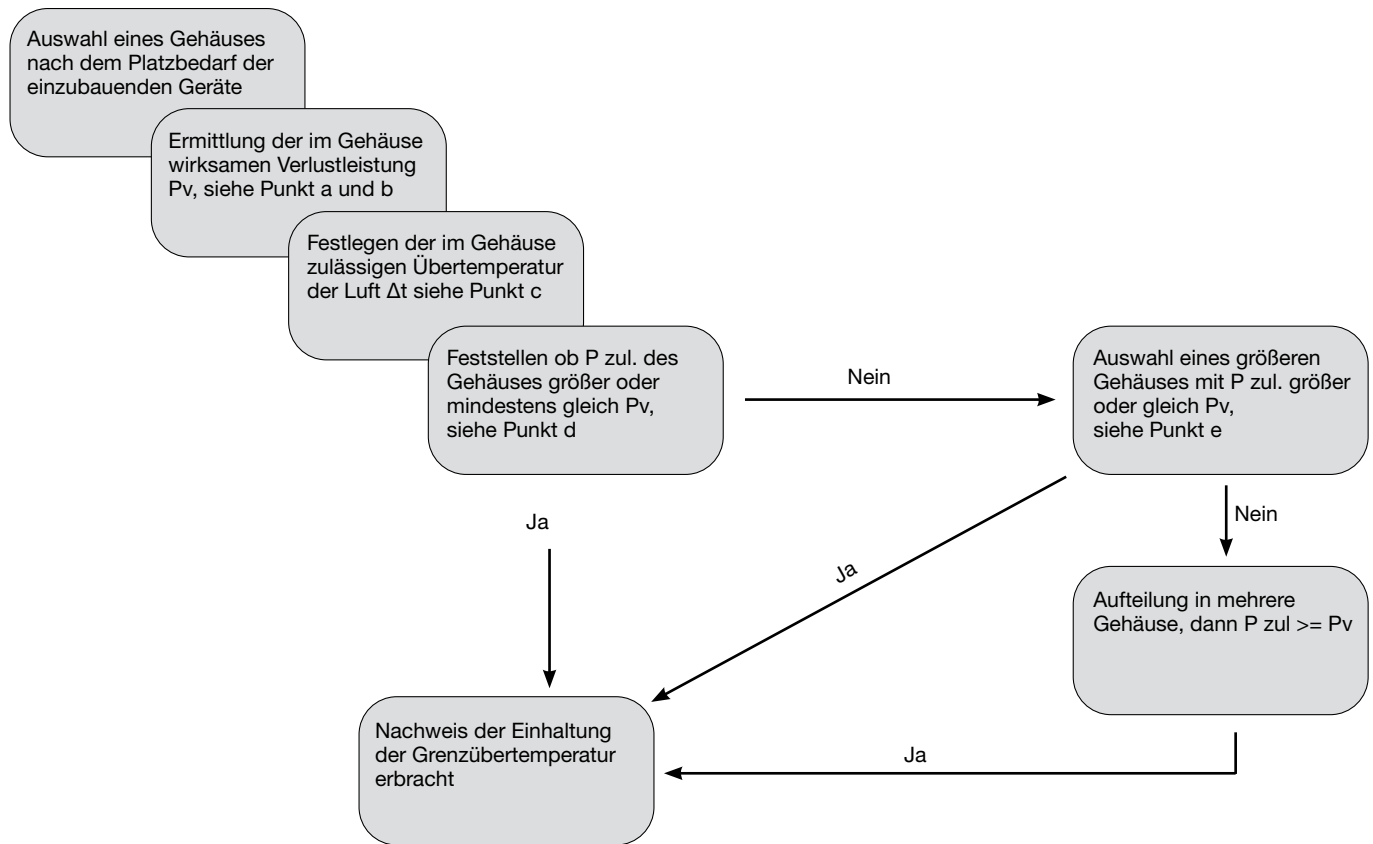 Auswahl eines Gehäuses
nach dem Platzbedarf der
einzubauenden Geräte
Ermittlung der im Gehäuse
wirksamen Verlustleistung
Pv, siehe Punkt a und b
Festlegen der im Gehäuse
zulässigen Übertemperatur
der Luft Δt siehe Punkt c
Feststellen ob P zul. des
Gehäuses größer oder
mindestens gleich Pv,
siehe Punkt d
Nein
Auswahl eines größeren
Gehäuses mit P zul. größer
oder gleich Pv,
siehe Punkt e
Ja
Ja
Nein
Aufteilung in mehrere
Gehäuse, dann P zul >= Pv
Nachweis der Einhaltung
der Grenzübertemperatur
erbracht
Ja